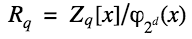 R_q = Z_q[x]/φ_{2^d}(x)